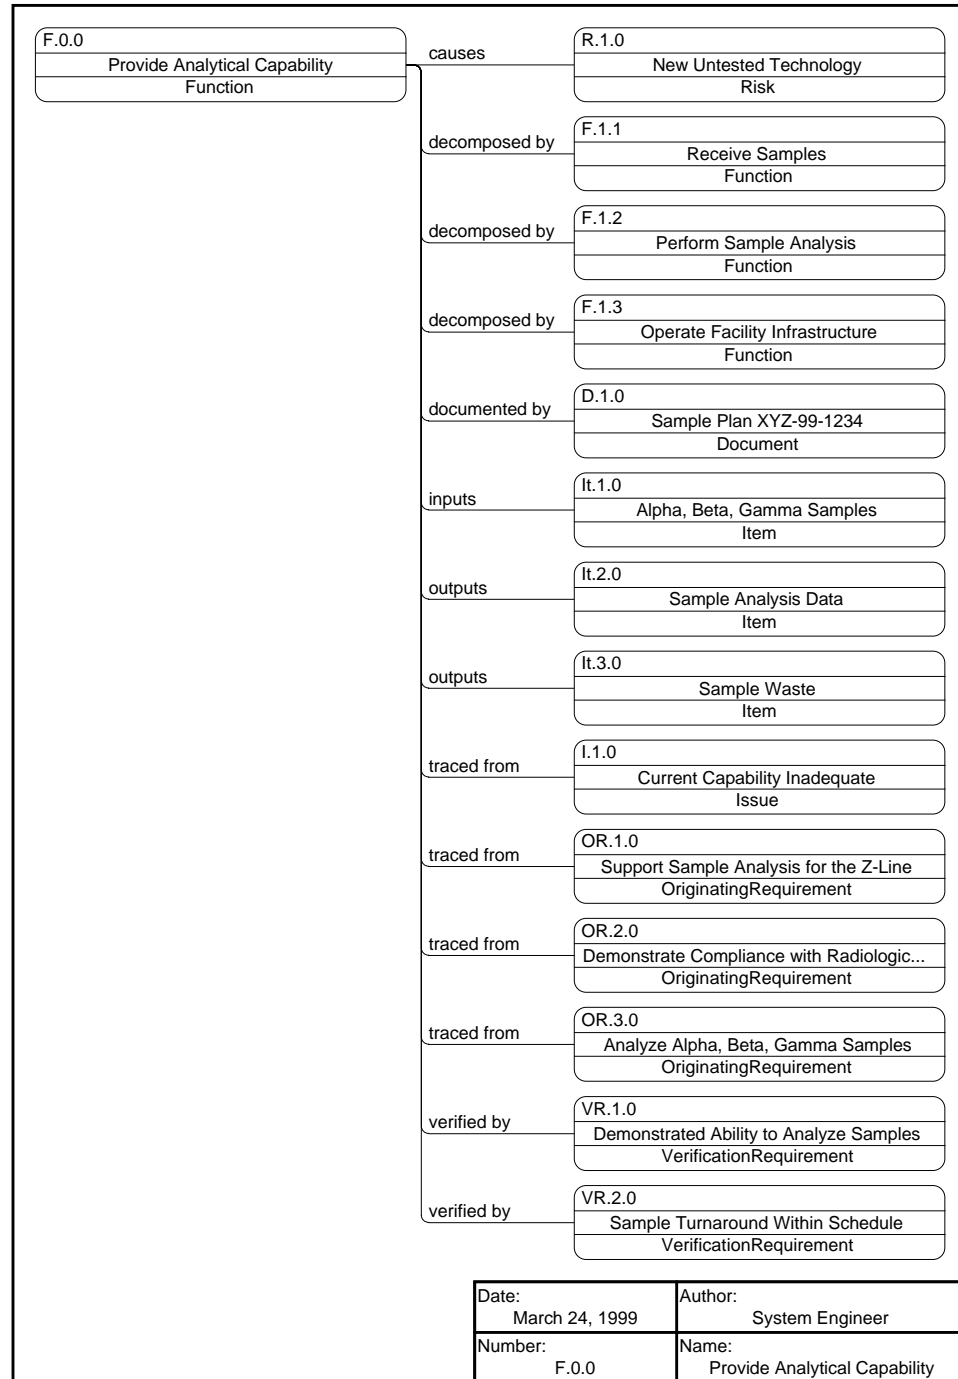 F.0.0
Provide Analytical Capability
Function
causes
R.1.0
New Untested Technology
Risk
decomposed by
F.1.1
Receive Samples
Function
decomposed by
F.1.2
Perform Sample Analysis
Function
decomposed by
F.1.3
Operate Facility Infrastructure
Function
documented by
D.1.0
Sample Plan XYZ-99-1234
Document
inputs
It.1.0
Alpha, Beta, Gamma Samples
Item
outputs
It.2.0
Sample Analysis Data
Item
outputs
It.3.0
Sample Waste
Item
traced from
I.1.0
Current Capability Inadequate
Issue
traced from
OR.1.0
Support Sample Analysis for the Z-Line
OriginatingRequirement
traced from
OR.2.0
Demonstrate Compliance with Radiologic...
OriginatingRequirement
traced from
OR.3.0
Analyze Alpha, Beta, Gamma Samples
OriginatingRequirement
verified by
VR.1.0
Demonstrated Ability to Analyze Samples
VerificationRequirement
verified by
VR.2.0
Sample Turnaround Within Schedule
VerificationRequirement
Date:
March 24, 1999
Author:
System Engineer
Number:
F.0.0
Name:
Provide Analytical Capability